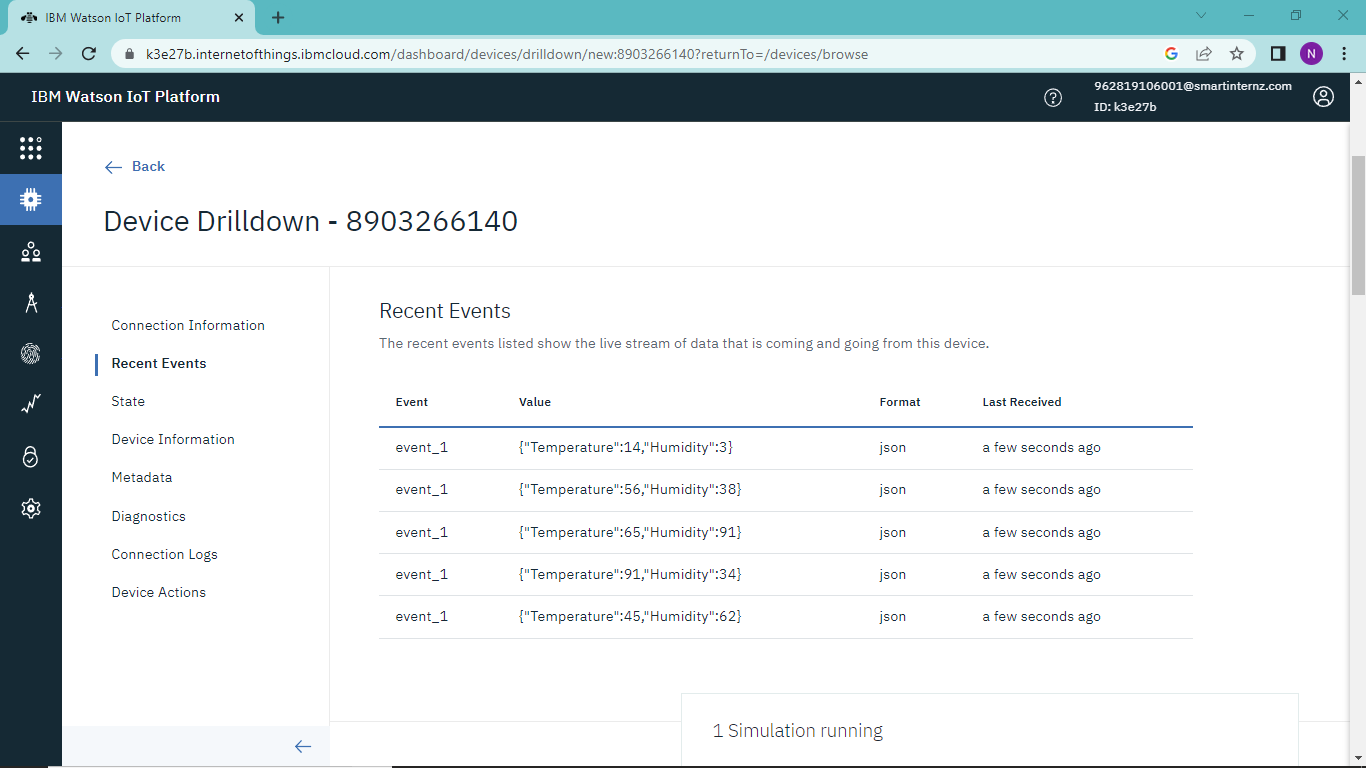 IBM Watson IoT Platform
k3e27b.internetofthings.ibmcloud.com/dashboard/devices/drilldown/new:8903266140?returnTo=/devices/browse
N
IBM Watson IoT Platform
962819106001@smartinternz.com
ID: k3e27b
Back
Device Drilldown - 8903266140
Connection Information
Recent Events
State
Device Information
Metadata
Diagnostics
Connection Logs
Device Actions
Recent Events
The recent events listed show the live stream of data that is coming and going from this device.
Event Value Format Last Received
event_1 {"Temperature":14,"Humidity":3} json a few seconds ago
event_1 {"Temperature":56,"Humidity":38} json a few seconds ago
event_1 {"Temperature":65,"Humidity":91} json a few seconds ago
event_1 {"Temperature":91,"Humidity":34} json a few seconds ago
event_1 {"Temperature":45,"Humidity":62} json a few seconds ago
1 Simulation running